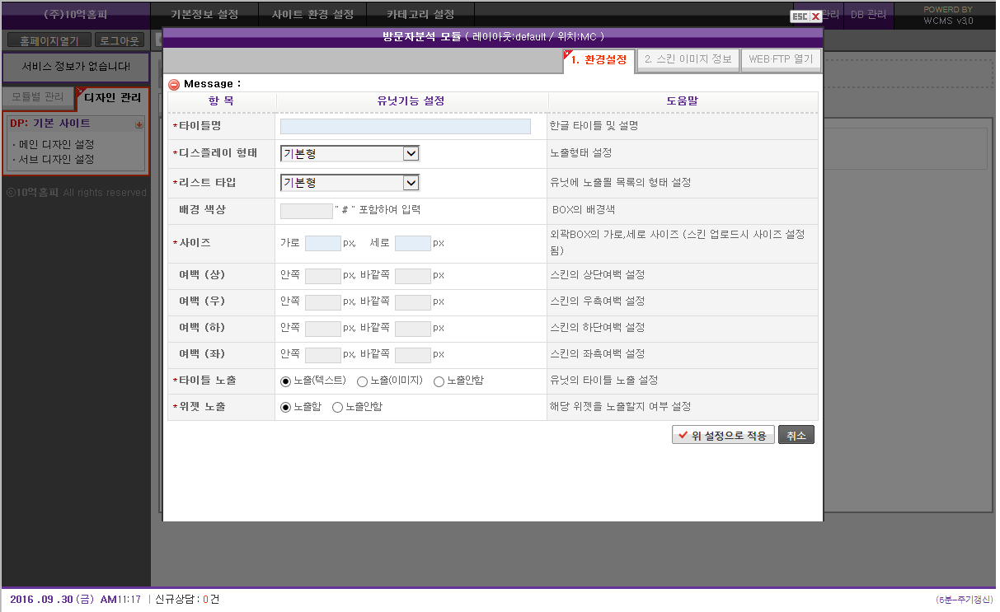 (주)10억홈피 기본정보 설정 사이트 환경 설정 카테고리 설정 관리 DB 관리 POWERD BY
WCMS v3.0
ESC X
홈페이지열기 로그아웃
방문자분석 모듈 ( 레이아웃:default / 위치:MC )
서비스 정보가 없습니다!
1. 환경설정 2. 스킨 이미지 정보 WEB·FTP 열기
모듈별 관리 디자인 관리
Message :
항 목 유닛기능 설정 도움말
DP: 기본 사이트
· 메인 디자인 설정
· 서브 디자인 설정
ⓒ10억홈피 All rights reserved
*타이틀명 한글 타이틀 및 설명
*디스플레이 형태 기본형 노출형태 설정
*리스트 타입 기본형 유닛에 노출될 목록의 형태 설정
배경 색상 " # " 포함하여 입력 BOX의 배경색
*사이즈 가로 px, 세로 px 외곽BOX의 가로,세로 사이즈 (스킨 업로드시 사이즈 설정
됨)
여백 (상) 안쪽 px, 바깥쪽 px 스킨의 상단여백 설정
여백 (우) 안쪽 px, 바깥쪽 px 스킨의 우측여백 설정
여백 (하) 안쪽 px, 바깥쪽 px 스킨의 하단여백 설정
여백 (좌) 안쪽 px, 바깥쪽 px 스킨의 좌측여백 설정
*타이틀 노출 노출(텍스트) 노출(이미지) 노출안함 유닛의 타이틀 노출 설정
*위젯 노출 노출함 노출안함 해당 위젯을 노출할지 여부 설정
위 설정으로 적용 취소
2016 .09 .30 (금) AM11:17 | 신규상담 : 0 건 (5분-주기갱신)